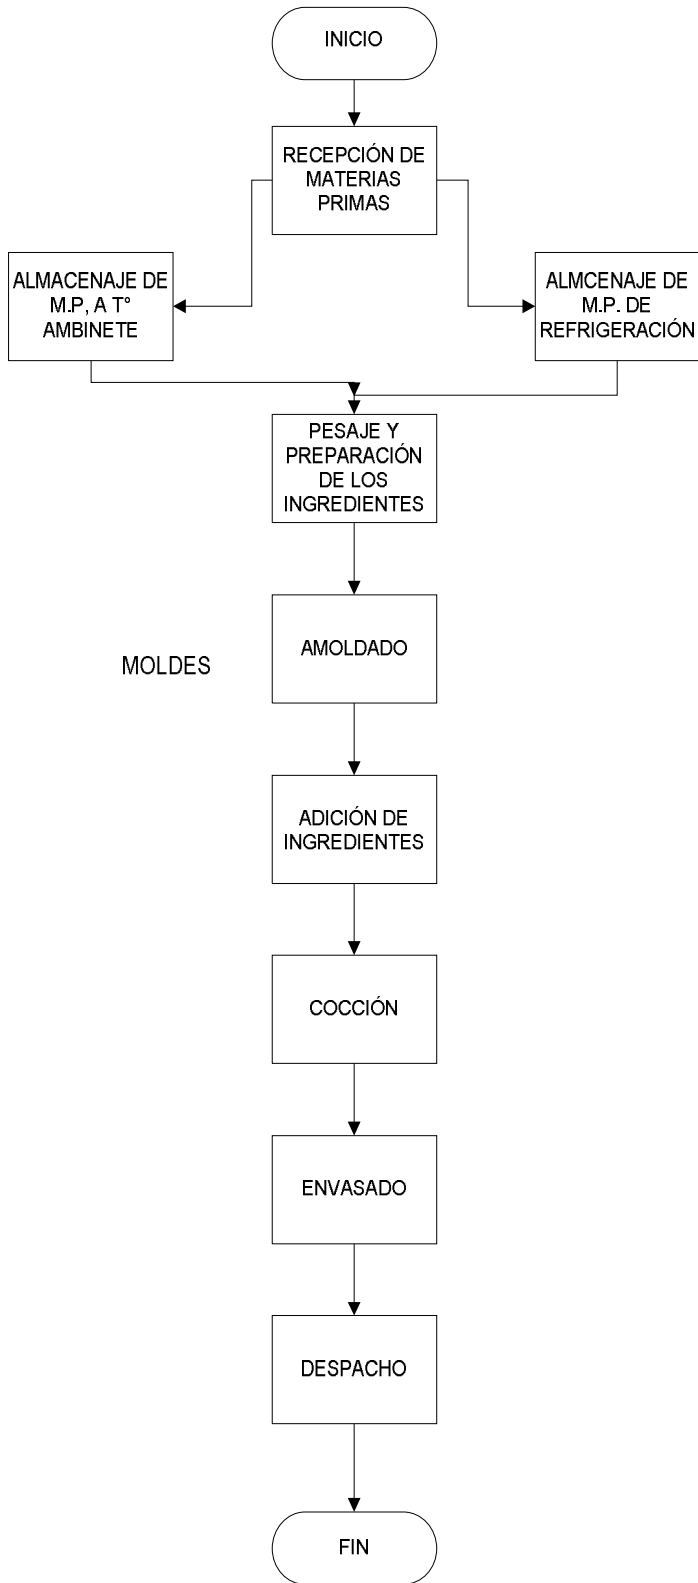 INICIO
RECEPCIÓN DE
MATERIAS
PRIMAS
ALMACENAJE DE
M.P, A T°
AMBINETE
ALMCENAJE DE
M.P. DE
REFRIGERACIÓN
PESAJE Y
PREPARACIÓN
DE LOS
INGREDIENTES
MOLDES
AMOLDADO
ADICIÓN DE
INGREDIENTES
COCCIÓN
ENVASADO
DESPACHO
FIN